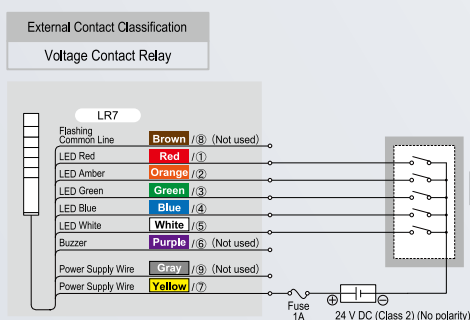 External Contact Classification
Voltage Contact Relay
LR7
Flashing
Common Line Brown /⑧ (Not used)
LED Red Red /①
LED Amber Orange /②
LED Green Green /③
LED Blue Blue /④
LED White White /⑤
Buzzer Purple /⑥ (Not used)
Power Supply Wire Gray /⑨ (Not used)
Power Supply Wire Yellow /⑦
Fuse
1A
⊕ ⊖
24 V DC (Class 2) (No polarity)